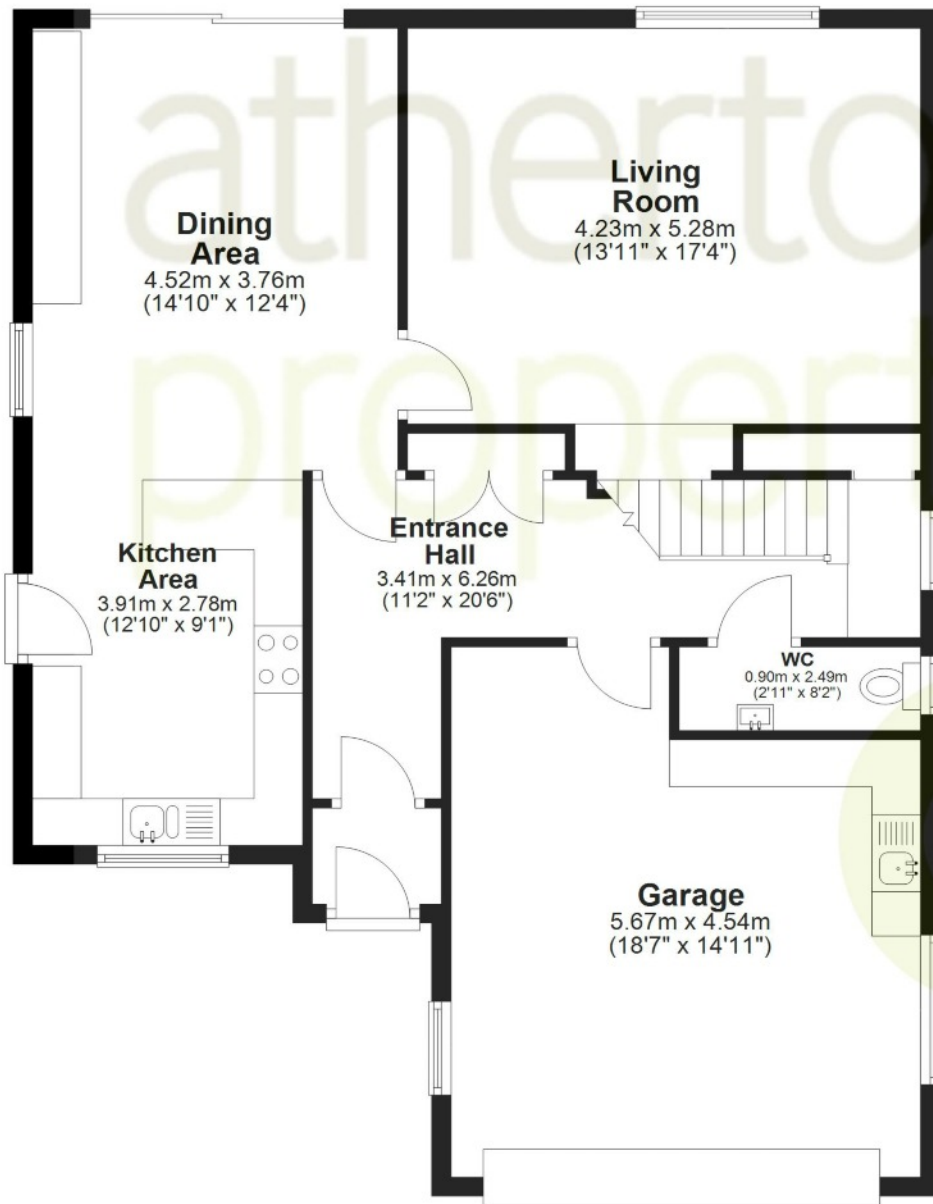 atherto
propert
Dining
Area
4.52m x 3.76m
(14'10" x 12'4")
Living
Room
4.23m x 5.28m
(13'11" x 17'4")
Kitchen
Area
3.91m x 2.78m
(12'10" x 9'1")
Entrance
Hall
3.41m x 6.26m
(11'2" x 20'6")
WC
0.90m x 2.49m
(2'11" x 8'2")
Garage
5.67m x 4.54m
(18'7" x 14'11")